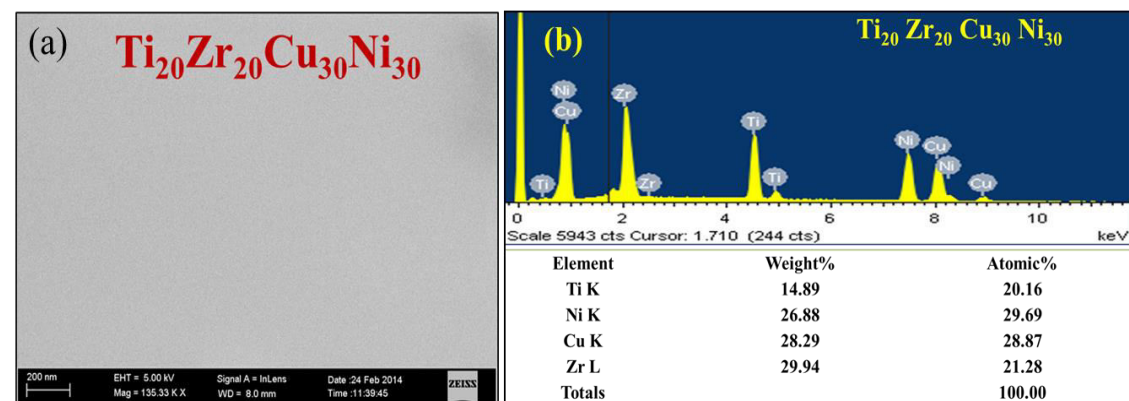 (a)
Ti20Zr20Cu30Ni30
200 nm
EHT = 5.00 kV
Signal A = InLens
Date :24 Feb 2014
ZEISS
Mag = 135.33 K X
WD = 8.0 mm
Time :11:39:45
(b)
Ti20 Zr20 Cu30 Ni30
Ni
Cu
Ti
Zr
Zr
Ti
Ti
Ni
Cu
Ni
Cu
0 2 4 6 8 10
Scale 5943 cts Cursor: 1.710 (244 cts) keV
Element Weight% Atomic%
Ti K 14.89 20.16
Ni K 26.88 29.69
Cu K 28.29 28.87
Zr L 29.94 21.28
Totals 100.00